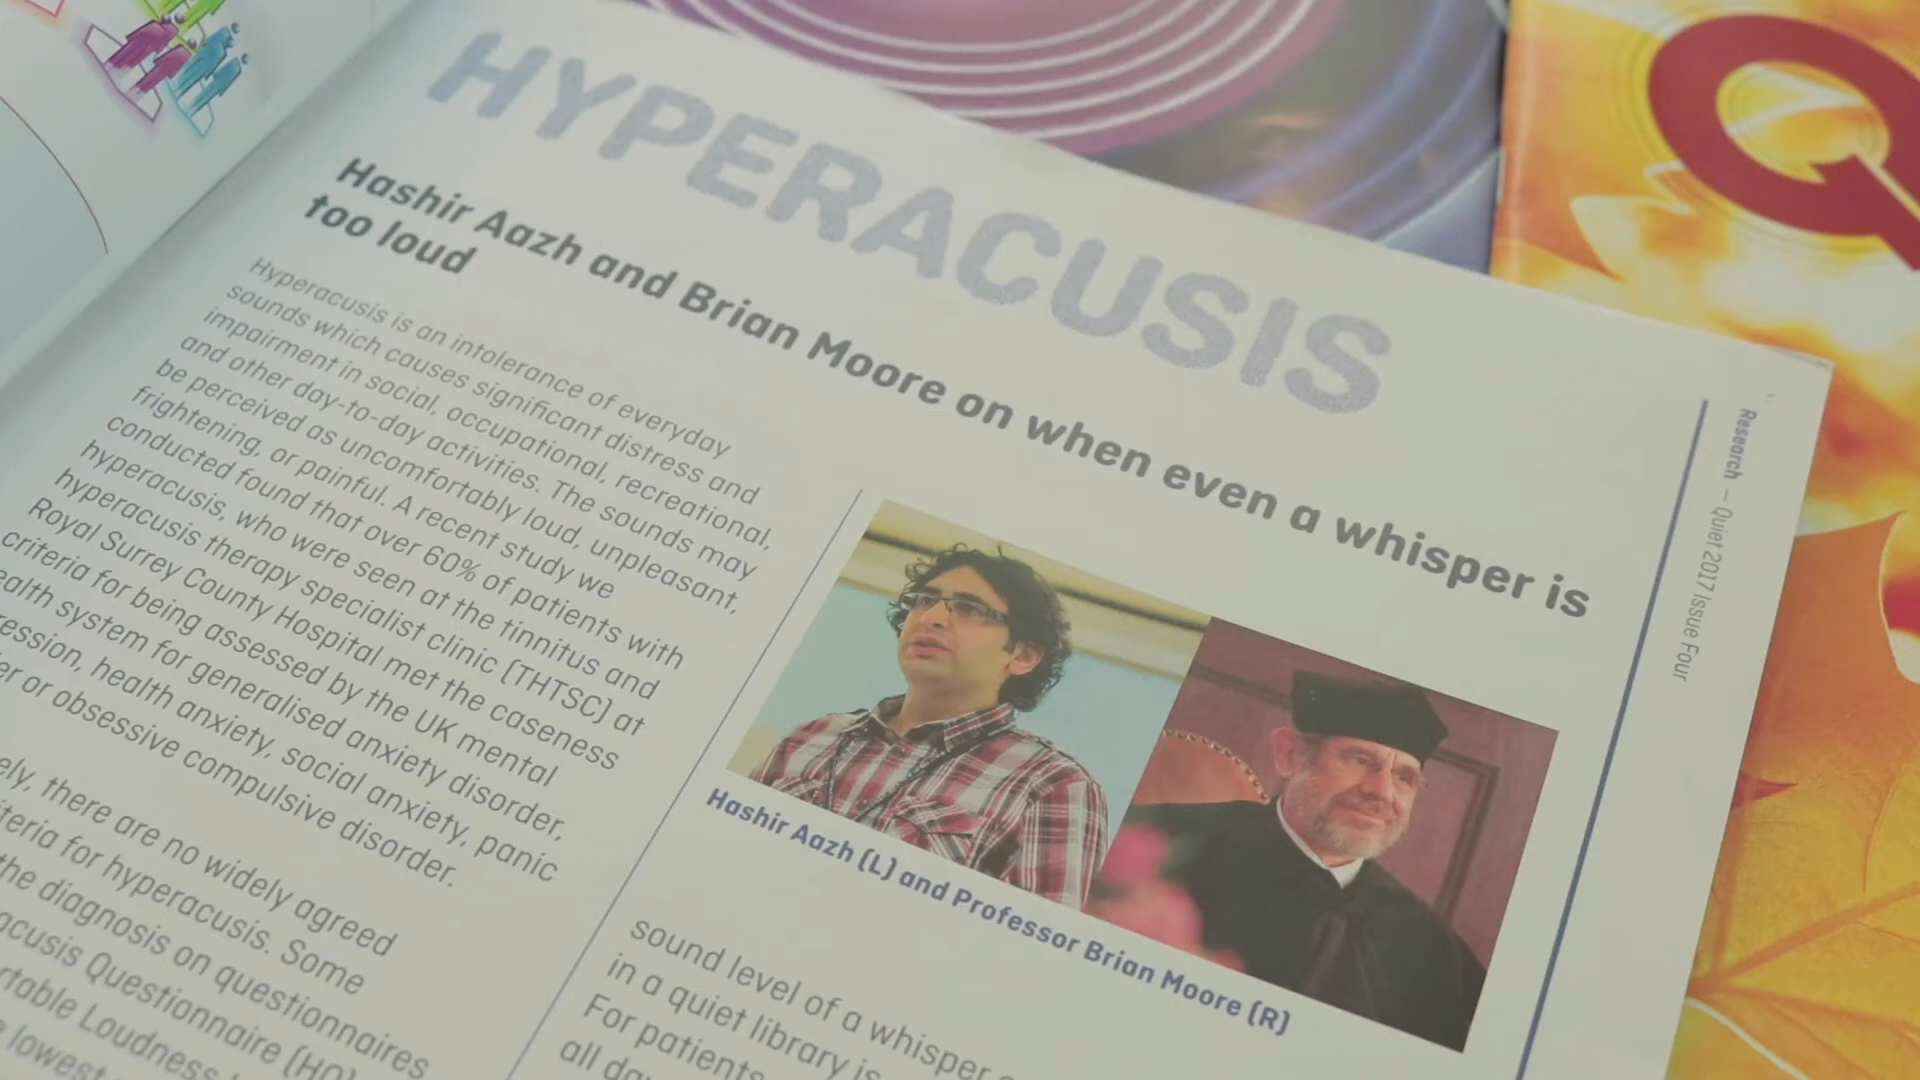 HYPERACUSIS
Hashir Aazh and Brian Moore on when even a whisper is
too loud
Hyperacusis is an intolerance of everyday
sounds which causes significant distress and
impairment in social, occupational, recreational,
and other day-to-day activities. The sounds may
be perceived as uncomfortably loud, unpleasant,
frightening, or painful. A recent study we
conducted found that over 60% of patients with
hyperacusis, who were seen at the tinnitus and
hyperacusis therapy specialist clinic (THTSC) at
Royal Surrey County Hospital met the caseness
criteria for being assessed by the UK mental
ealth system for generalised anxiety disorder,
ression, health anxiety, social anxiety, panic
er or obsessive compulsive disorder.
ely, there are no widely agreed
iteria for hyperacusis. Some
the diagnosis on questionnaires
acusis Questionnaire (HQ)
rtable Loudness
lowest
Hashir Aazh (L) and Professor Brian Moore (R)
sound level of a whisper
in a quiet library is
For patients
all day
Research – Quiet 2017 Issue Four
Q